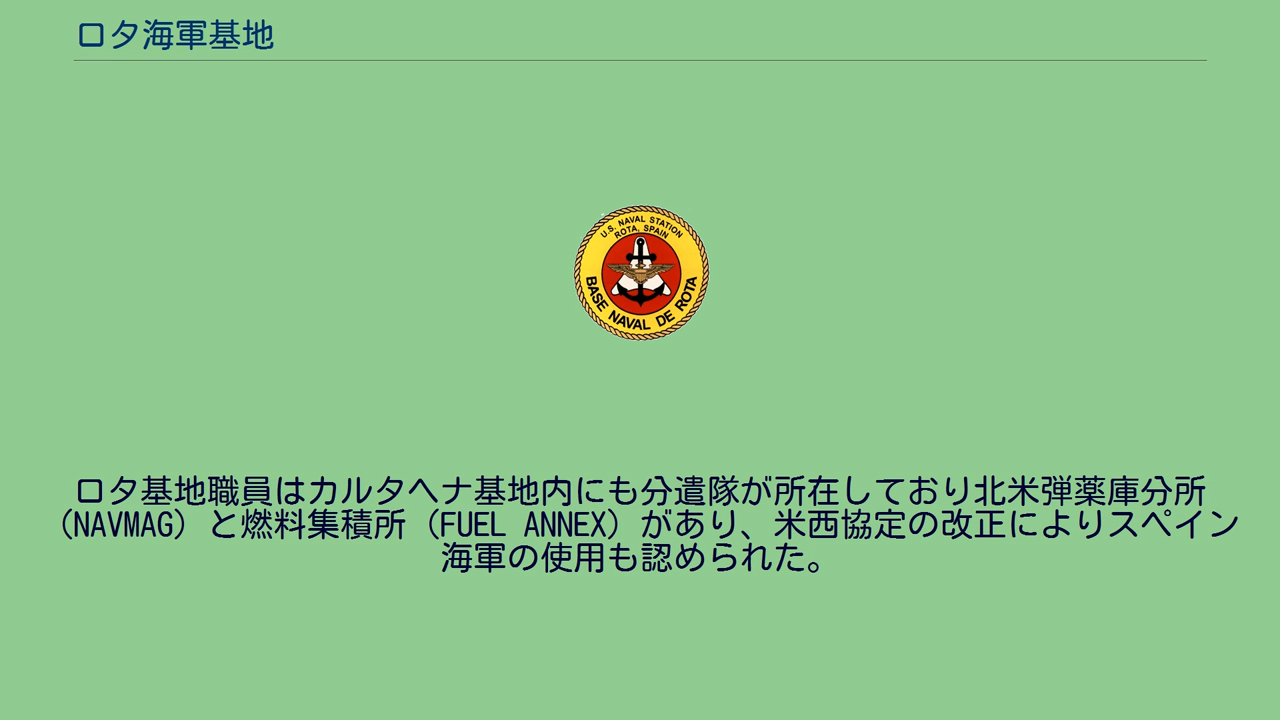 ロタ海軍基地
U.S. NAVAL STATION
ROTA, SPAIN
BASE NAVAL DE ROTA
ロタ基地職員はカルタヘナ基地内にも分遣隊が所在しており北米弾薬庫分所
(NAVMAG) と燃料集積所 (FUEL ANNEX) があり、米西協定の改正によりスペイン
海軍の使用も認められた。